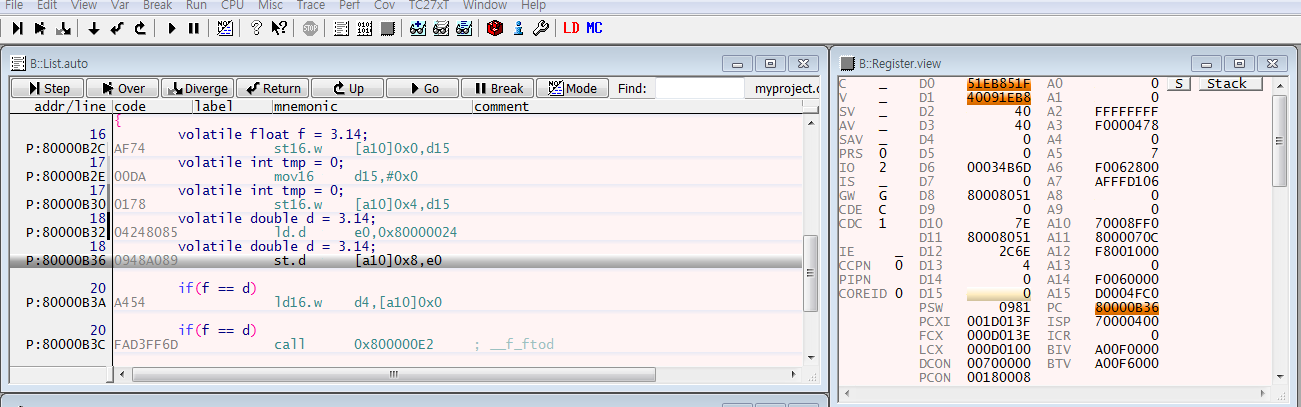 Edit View Var Break Run CPU Misc Trace Perf Cov TC27xT Window Help
STOP LD MC
B::List.auto
Step Over Diverge Return Up Go Break Mode Find: myproject.c
addr/line code label mnemonic comment
{
16 volatile float f = 3.14;
P:80000B2C AF74 st16.w [a10]0x0,d15
17 volatile int tmp = 0;
P:80000B2E 00DA mov16 d15,#0x0
17 volatile int tmp = 0;
P:80000B30 0178 st16.w [a10]0x4,d15
18 volatile double d = 3.14;
P:80000B32 04248085 ld.d e0,0x80000024
18 volatile double d = 3.14;
P:80000B36 0948A089 st.d [a10]0x8,e0
20 if(f == d)
P:80000B3A A454 ld16.w d4,[a10]0x0
20 if(f == d)
P:80000B3C FAD3FF6D call 0x800000E2 ; __f_ftod
B::Register.view
C _ D0 51EB851F A0 0 S Stack
V _ D1 40091EB8 A1 0
SV _ D2 40 A2 FFFFFFFF
AV _ D3 40 A3 F0000478
SAV _ D4 0 A4 0
PRS 0 D5 0 A5 7
IO 2 D6 00034B6D A6 F0062800
IS _ D7 0 A7 AFFFD106
GW G D8 80008051 A8 0
CDE C D9 0 A9 0
CDC 1 D10 7E A10 70008FF0
D11 80008051 A11 8000070C
IE _ D12 2C6E A12 F8001000
CCPN 0 D13 4 A13 0
PIPN D14 0 A14 F0060000
COREID 0 D15 0 A15 D0004FC0
PSW 0981 PC 80000B36
PCXI 001D013F ISP 70000400
FCX 000D013E ICR 0
LCX 000D0100 BIV A00F0000
DCON 00700000 BTV A00F6000
PCON 00180008